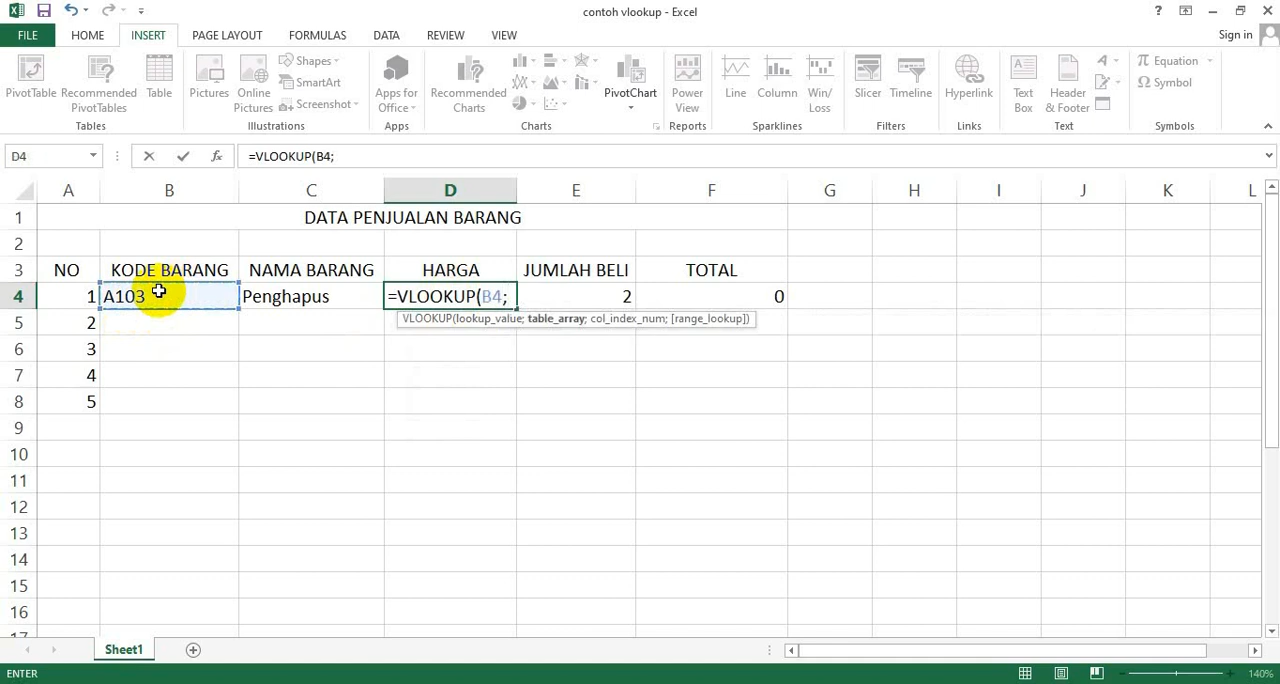 contoh vlookup - Excel
?
FILE HOME INSERT PAGE LAYOUT FORMULAS DATA REVIEW VIEW Sign in
PivotTable Recommended PivotTables Table
Tables
Pictures Online Pictures Shapes SmartArt Screenshot
Illustrations
Apps for Office
Apps
Recommended Charts PivotChart
Charts
Power View
Reports
Line Column Win/Loss
Sparklines
Slicer Timeline
Filters
Hyperlink
Links
Text Box Header & Footer
Text
π Equation
Ω Symbol
Symbols
D4 fx =VLOOKUP(B4;
A B C D E F G H I J K L
1 DATA PENJUALAN BARANG
2
3 NO KODE BARANG NAMA BARANG HARGA JUMLAH BELI TOTAL
4 1 A103 Penghapus =VLOOKUP(B4; 2 0
VLOOKUP(lookup_value; table_array; col_index_num; [range_lookup])
5 2
6 3
7 4
8 5
9
10
11
12
13
14
15
16
17
Sheet1
ENTER 140%